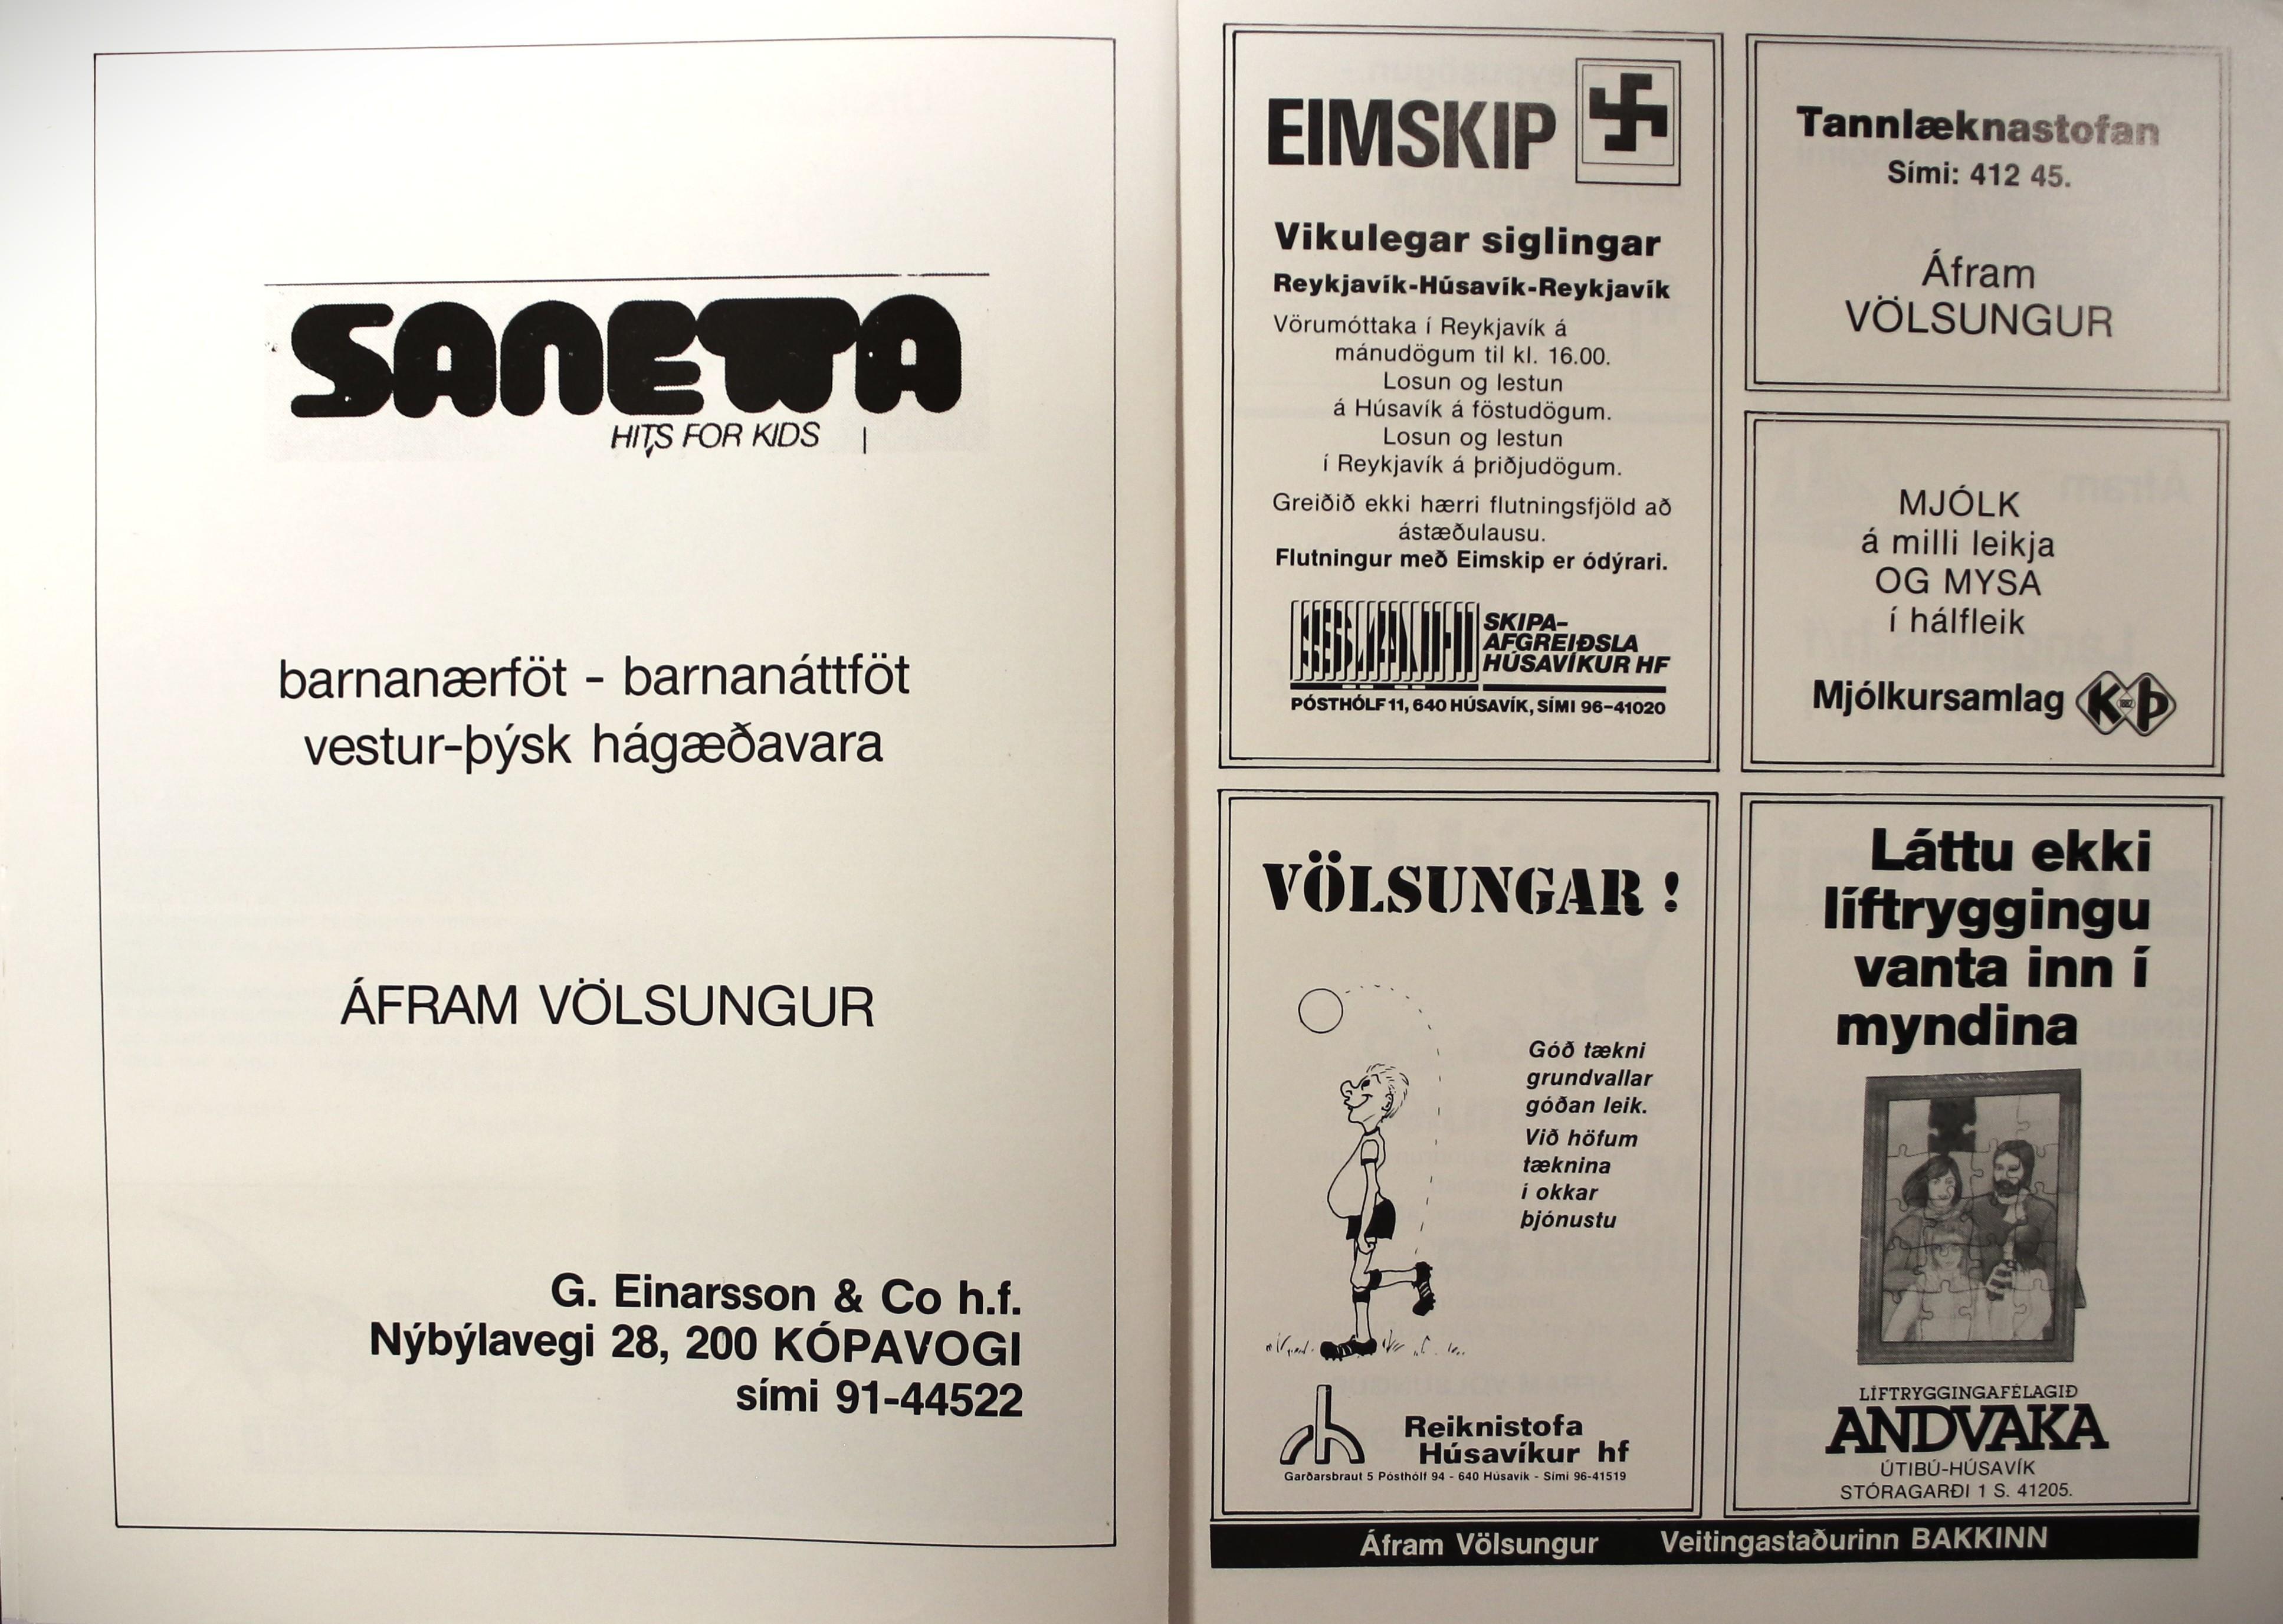 SANETTA
HITS FOR KIDS
barnanærföt - barnanáttföt
vestur-þýsk hágæðavara
ÁFRAM VÖLSUNGUR
G. Einarsson & Co h.f.
Nýbýlavegi 28, 200 KÓPAVOGI
sími 91-44522
EIMSKIP
Vikulegar siglingar
Reykjavík-Húsavík-Reykjavík
Vörumóttaka í Reykjavík á
mánudögum til kl. 16.00.
Losun og lestun
á Húsavík á föstudögum.
Losun og lestun
í Reykjavík á þriðjudögum.
Greiðið ekki hærri flutningsfjöld að
ástæðulausu.
Flutningur með Eimskip er ódýrari.
SKIPA-
AFGREIÐSLA
HÚSAVÍKUR HF
PÓSTHÓLF 11, 640 HÚSAVÍK, SÍMI 96-41020
Tannlæknastofan
Sími: 412 45.
Áfram
VÖLSUNGUR
MJÓLK
á milli leikja
OG MYSA
í hálfleik
Mjólkursamlag KÞ
VÖLSUNGAR !
Góð tækni
grundvallar
góðan leik.
Við höfum
tæknina
í okkar
þjónustu
Reiknistofa
Húsavíkur hf
Garðarsbraut 5 Pósthólf 94 - 640 Húsavík - Sími 96-41519
Láttu ekki
líftryggingu
vanta inn í
myndina
LÍFTRYGGINGAFÉLAGIÐ
ANDVAKA
ÚTIBÚ-HÚSAVÍK
STÓRAGARÐI 1 S. 41205.
Áfram Völsungur Veitingastaðurinn BAKKINN